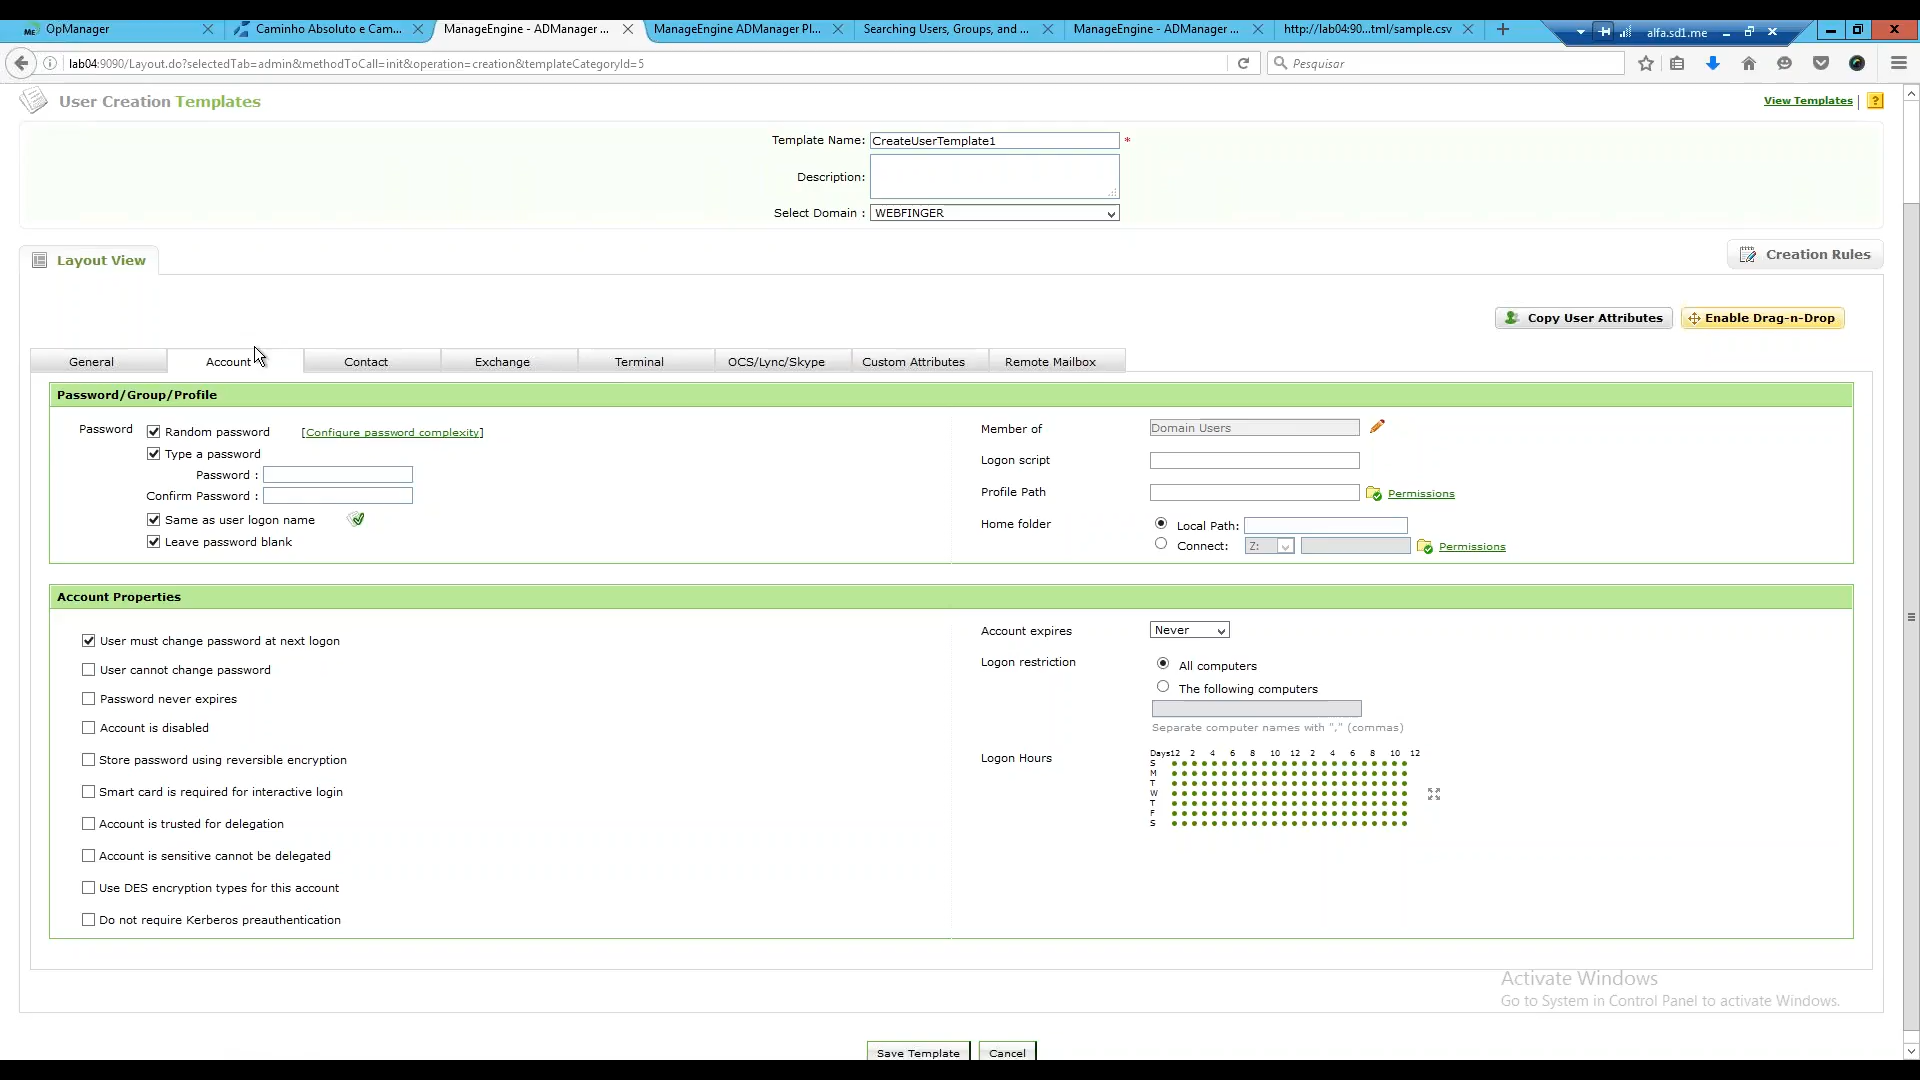 OpManager
Caminho Absoluto e Cam...
ManageEngine - ADManager ...
ManageEngine ADManager Pl...
Searching Users, Groups, and ...
ManageEngine - ADManager ...
http://lab04:90...tml/sample.csv
alfa.sd1.me
lab04:9090/Layout.do?selectedTab=admin&methodToCall=init&operation=creation&templateCategoryId=5
Pesquisar
User Creation Templates
View Templates
?
Template Name: CreateUserTemplate1 *
Description:
Select Domain : WEBFINGER
Layout View
Creation Rules
Copy User Attributes
Enable Drag-n-Drop
General
Account
Contact
Exchange
Terminal
OCS/Lync/Skype
Custom Attributes
Remote Mailbox
Password/Group/Profile
Password
Random password [Configure password complexity]
Type a password
Password :
Confirm Password :
Same as user logon name
Leave password blank
Member of Domain Users
Logon script
Profile Path Permissions
Home folder Local Path:
Connect: Z: Permissions
Account Properties
User must change password at next logon
User cannot change password
Password never expires
Account is disabled
Store password using reversible encryption
Smart card is required for interactive login
Account is trusted for delegation
Account is sensitive cannot be delegated
Use DES encryption types for this account
Do not require Kerberos preauthentication
Account expires Never
Logon restriction All computers
The following computers
Separate computer names with "," (commas)
Logon Hours
Days12 2 4 6 8 10 12 2 4 6 8 10 12
S
M
T
W
T
F
S
Activate Windows
Go to System in Control Panel to activate Windows.
Save Template
Cancel